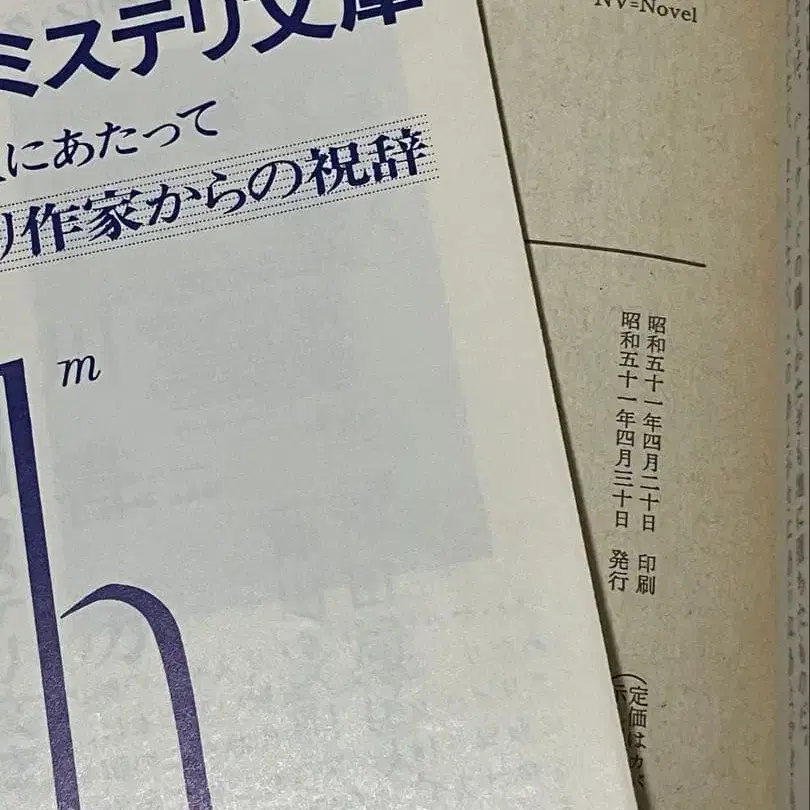 ミステリ文庫
にあたって
作家からの祝辞
m
h
NV=Novel
昭和五十一年四月二十日 印刷
昭和五十一年四月三十日 発行
(定価はカ
示